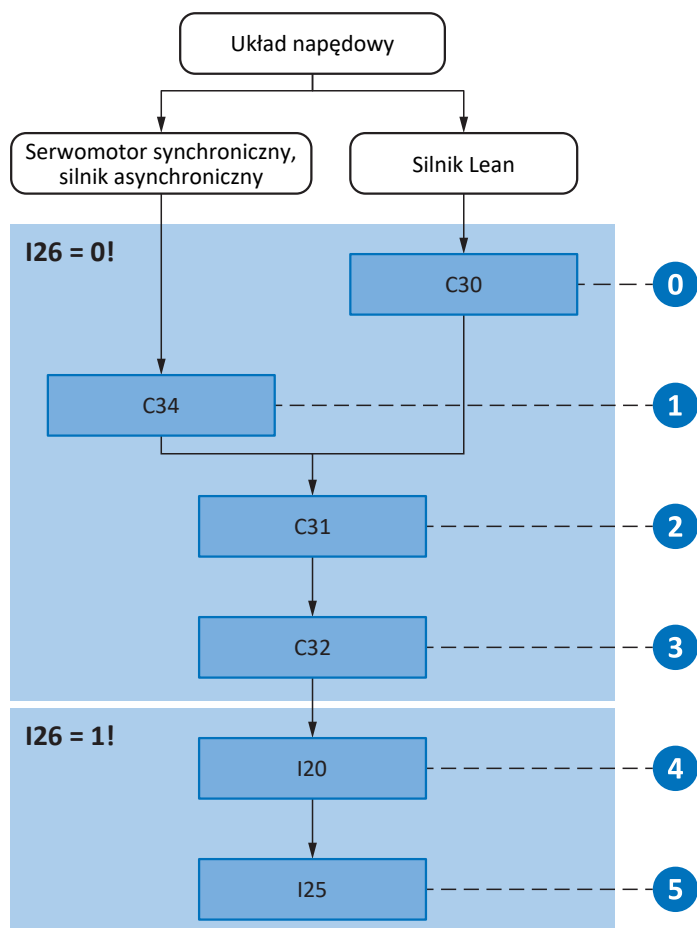 Układ napędowy
Serwomotor synchroniczny,
silnik asynchroniczny
Silnik Lean
I26 = 0!
C30
0
C34
1
C31
2
C32
3
I26 = 1!
I20
4
I25
5